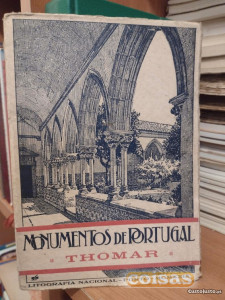 MONUMENTOS DE PORTUGAL
THOMAR
LITOGRAFIA NACIONAL
coisas